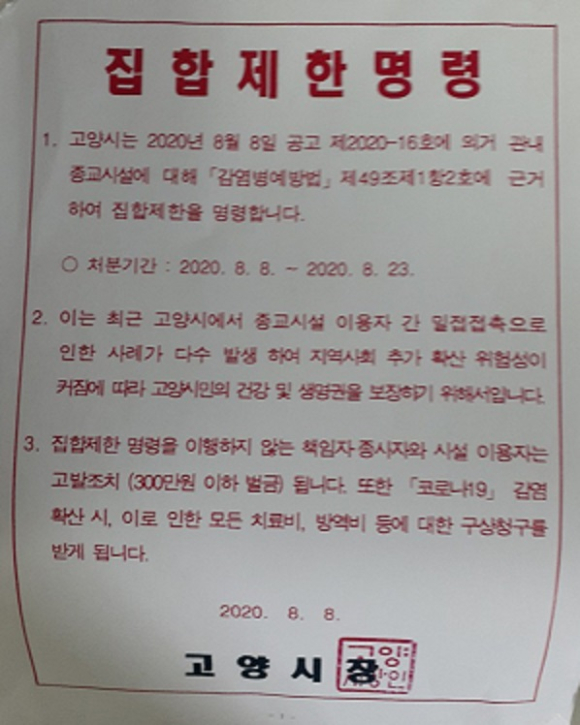 집합제한명령
1. 고양시는 2020년 8월 8일 공고 제2020-16호에 의거 관내
종교시설에 대해 「감염병예방법」 제49조제1항2호에 근거
하여 집합제한을 명령합니다.
○ 처분기간 : 2020. 8. 8. ~ 2020. 8. 23.
2. 이는 최근 고양시에서 종교시설 이용자 간 밀접접촉으로
인한 사례가 다수 발생 하여 지역사회 추가 확산 위험성이
커짐에 따라 고양시민의 건강 및 생명권을 보장하기 위해서입니다.
3. 집합제한 명령을 이행하지 않는 책임자·종사자와 시설 이용자는
고발조치 (300만원 이하 벌금) 됩니다. 또한 「코로나19」 감염
확산 시, 이로 인한 모든 치료비, 방역비 등에 대한 구상청구를
받게 됩니다.
2020. 8. 8.
고양시장
- 1 -